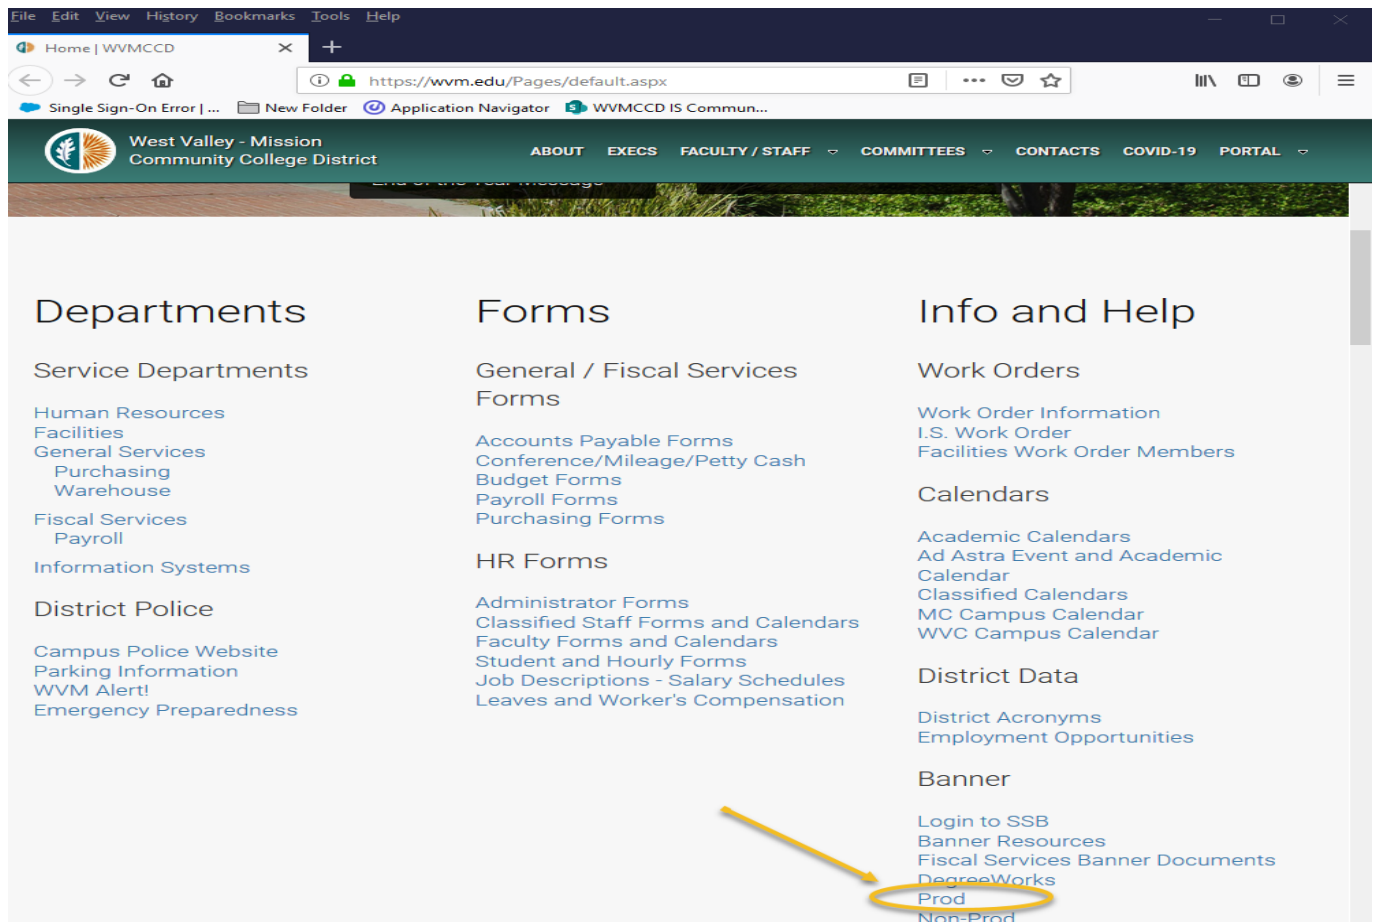 File Edit View History Bookmarks Tools Help
Home | WVMCCD
https://wvm.edu/Pages/default.aspx
Single Sign-On Error | ... New Folder Application Navigator WVMCCD IS Commun...
West Valley - Mission
Community College District
ABOUT EXECS FACULTY / STAFF COMMITTEES CONTACTS COVID-19 PORTAL
End of the Year Message
Departments
Service Departments
Human Resources
Facilities
General Services
Purchasing
Warehouse
Fiscal Services
Payroll
Information Systems
District Police
Campus Police Website
Parking Information
WVM Alert!
Emergency Preparedness
Forms
General / Fiscal Services
Forms
Accounts Payable Forms
Conference/Mileage/Petty Cash
Budget Forms
Payroll Forms
Purchasing Forms
HR Forms
Administrator Forms
Classified Staff Forms and Calendars
Faculty Forms and Calendars
Student and Hourly Forms
Job Descriptions - Salary Schedules
Leaves and Worker's Compensation
Info and Help
Work Orders
Work Order Information
I.S. Work Order
Facilities Work Order Members
Calendars
Academic Calendars
Ad Astra Event and Academic
Calendar
Classified Calendars
MC Campus Calendar
WVC Campus Calendar
District Data
District Acronyms
Employment Opportunities
Banner
Login to SSB
Banner Resources
Fiscal Services Banner Documents
DegreeWorks
Prod
Non-Prod